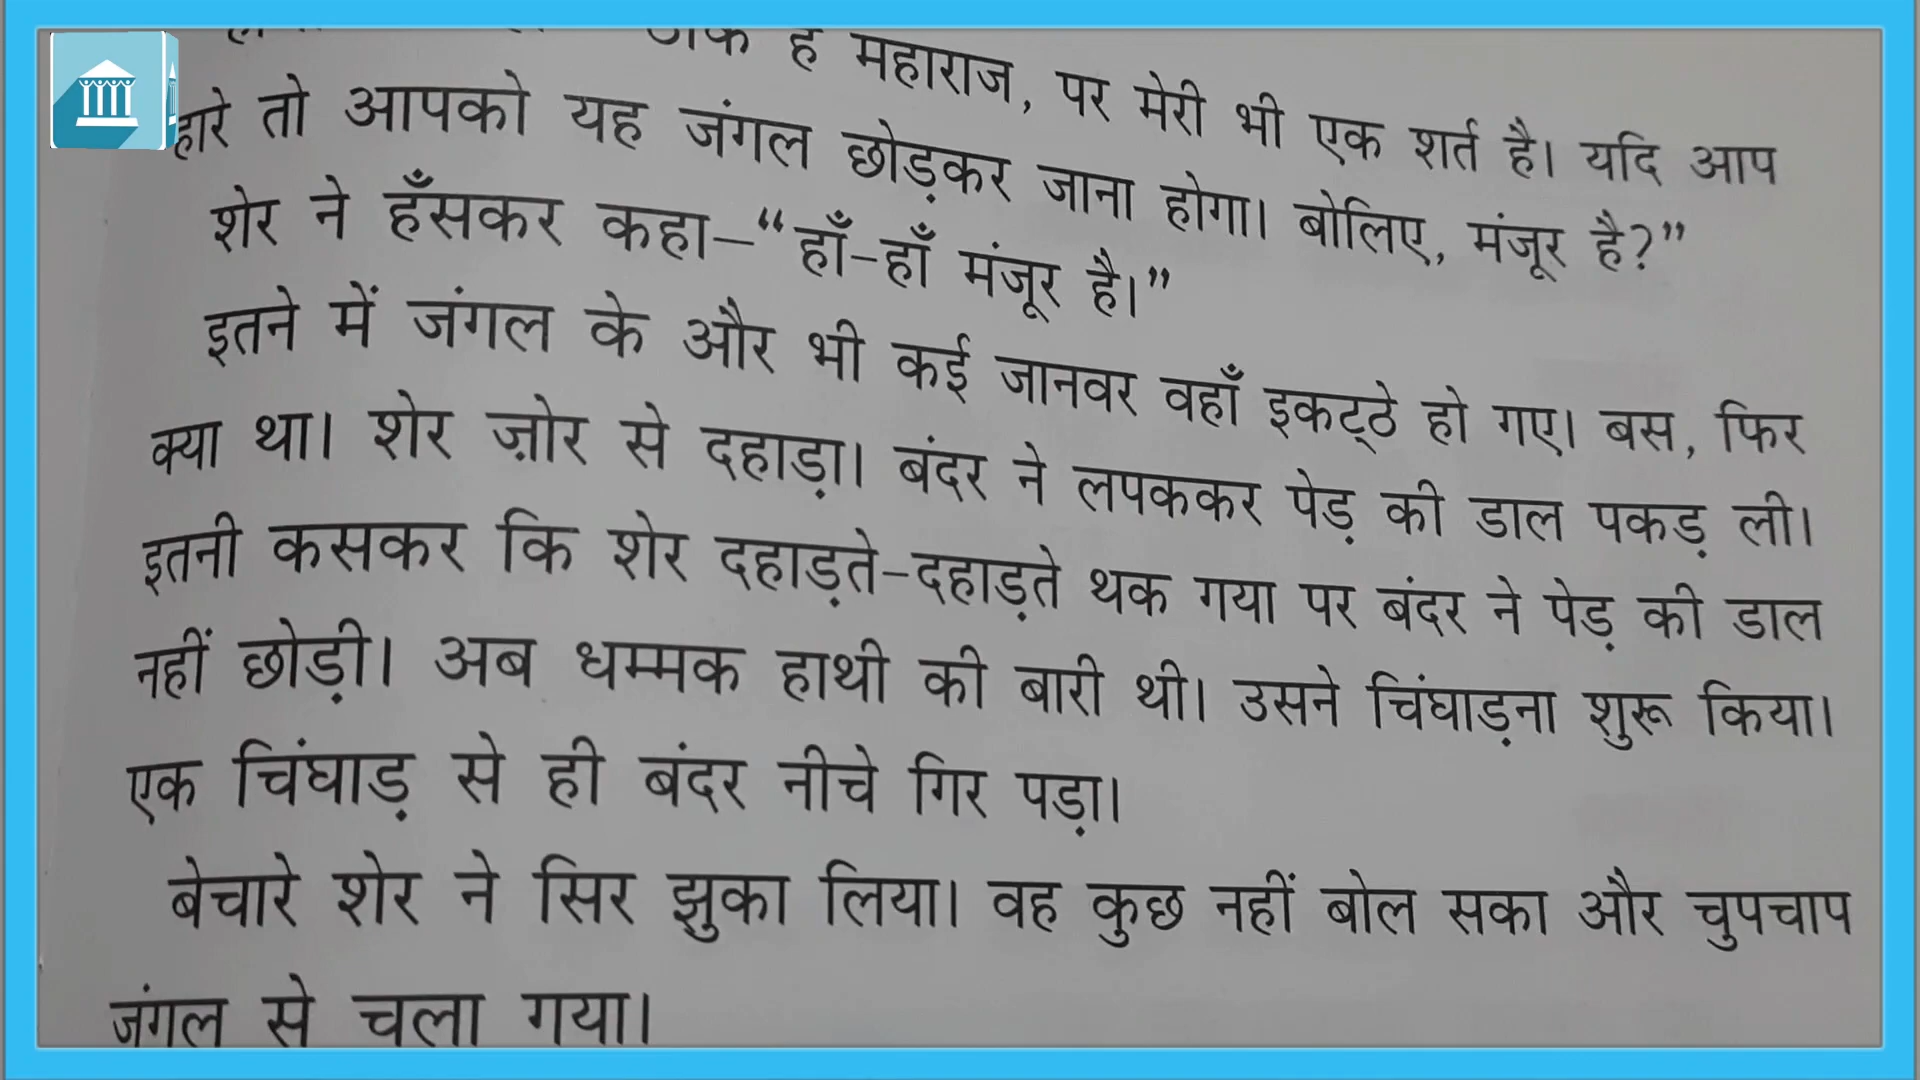 है महाराज, पर मेरी भी एक शर्त है। यदि आप
हारे तो आपको यह जंगल छोड़कर जाना होगा। बोलिए, मंजूर है?”
शेर ने हँसकर कहा–“हाँ-हाँ मंजूर है।”
इतने में जंगल के और भी कई जानवर वहाँ इकट्ठे हो गए। बस, फिर
क्या था। शेर ज़ोर से दहाड़ा। बंदर ने लपककर पेड़ की डाल पकड़ ली।
इतनी कसकर कि शेर दहाड़ते-दहाड़ते थक गया पर बंदर ने पेड़ की डाल
नहीं छोड़ी। अब धम्मक हाथी की बारी थी। उसने चिंघाड़ना शुरू किया।
एक चिंघाड़ से ही बंदर नीचे गिर पड़ा।
बेचारे शेर ने सिर झुका लिया। वह कुछ नहीं बोल सका और चुपचाप
जंगल से चला गया।